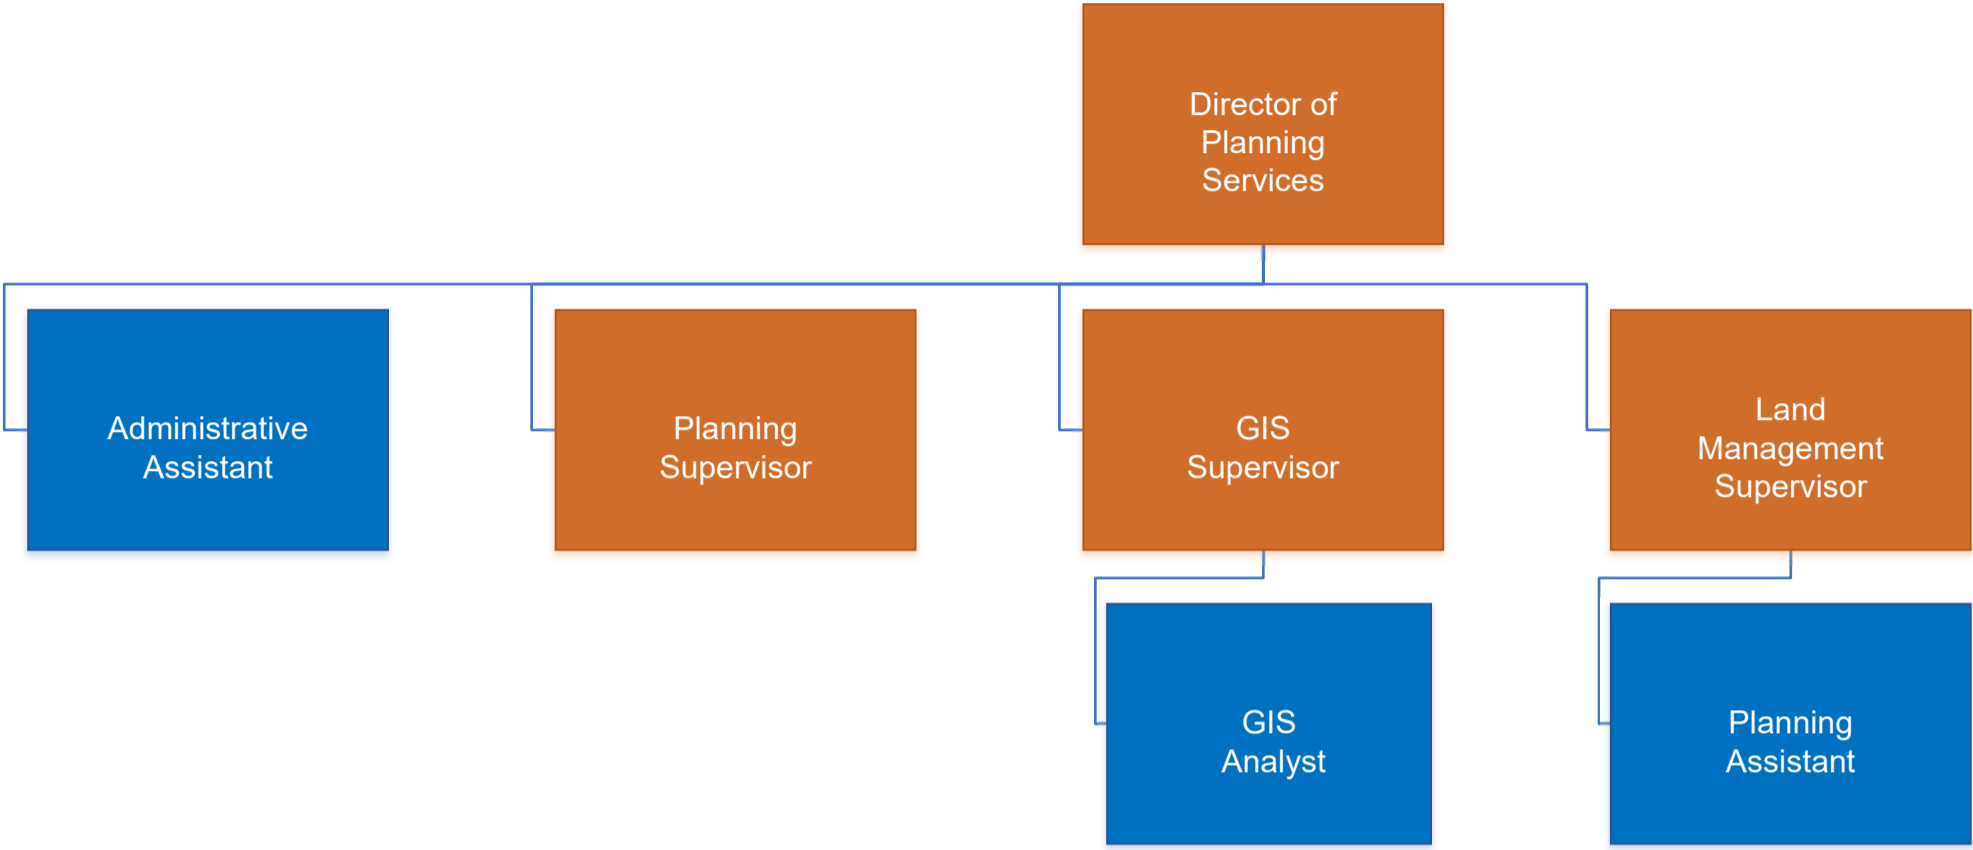 Director of
Planning
Services
Administrative
Assistant
Planning
Supervisor
GIS
Supervisor
Land
Management
Supervisor
GIS
Analyst
Planning
Assistant